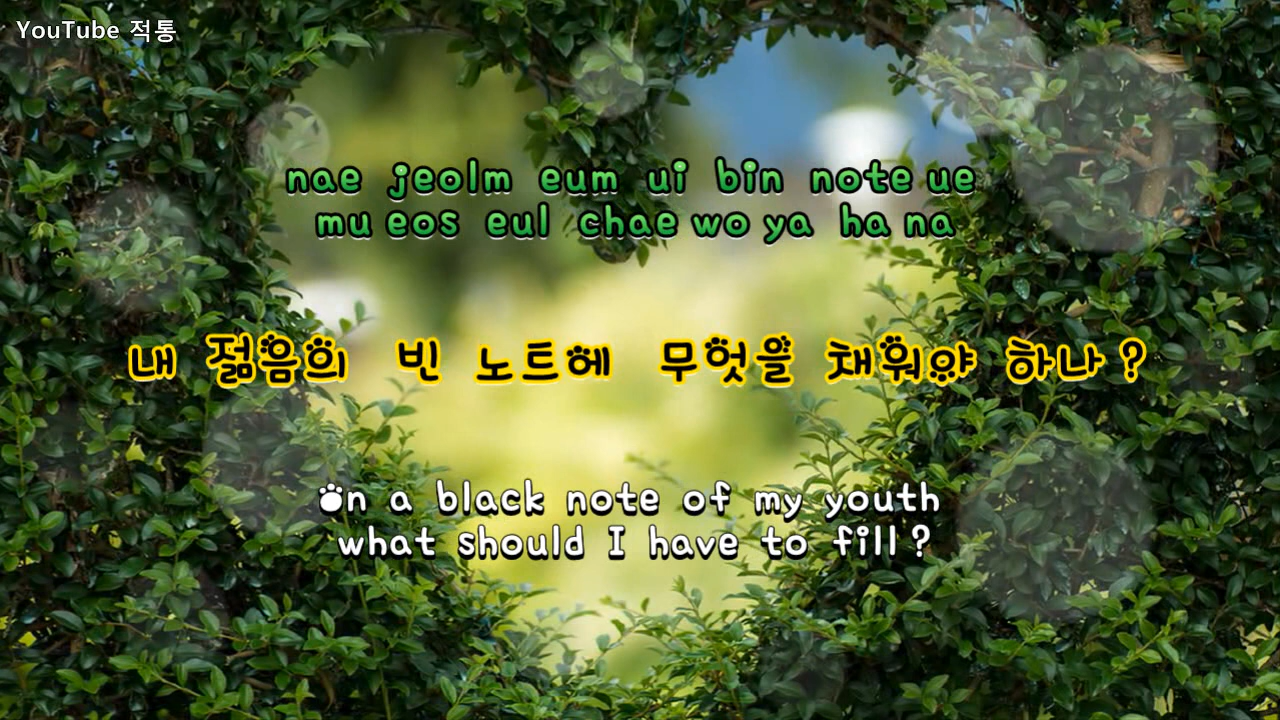 YouTube 적통
nae jeolm eum ui bin note ue
mu eos eul chae wo ya ha na
내 젊음의 빈 노트에 무엇을 채워야 하나?
On a black note of my youth
what should I have to fill?